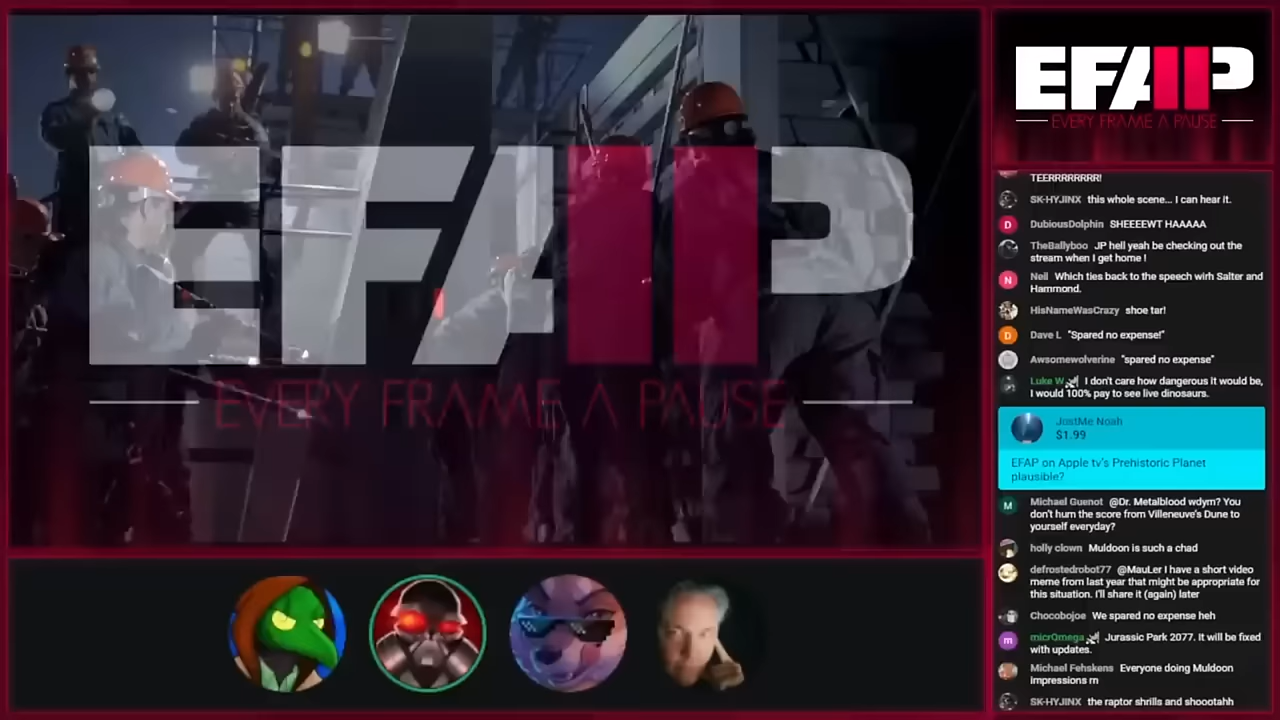 EFAP
EVERY FRAME A PAUSE
EFAP
EVERY FRAME A PAUSE
TEERRRRRRRR!
SK-HYJINX this whole scene... I can hear it.
D
DubiousDolphin SHEEEEWT HAAAAA
TheBallyboo JP hell yeah be checking out the
stream when I get home !
N
Neil Which ties back to the speech wirh Salter and
Hammond.
HisNameWasCrazy shoe tar!
D
Dave L "Spared no expense!"
Awsomewolverine "spared no expense"
Luke W. I don't care how dangerous it would be,
I would 100% pay to see live dinosaurs.
JustMe Noah
$1.99
EFAP on Apple tv's Prehistoric Planet
plausible?
M
Michael Guenot @Dr. Metalblood wdym? You
don't hum the score from Villeneuve's Dune to
yourself everyday?
holly clown Muldoon is such a chad
defrostedrobot77 @MauLer I have a short video
meme from last year that might be appropriate for
this situation. I'll share it (again) later
Chocobojoe We spared no expense heh
m
micr0mega Jurassic Park 2077. It will be fixed
with updates.
Michael Fehskens Everyone doing Muldoon
impressions rn
SK-HYJINX the raptor shrills and shoootahh